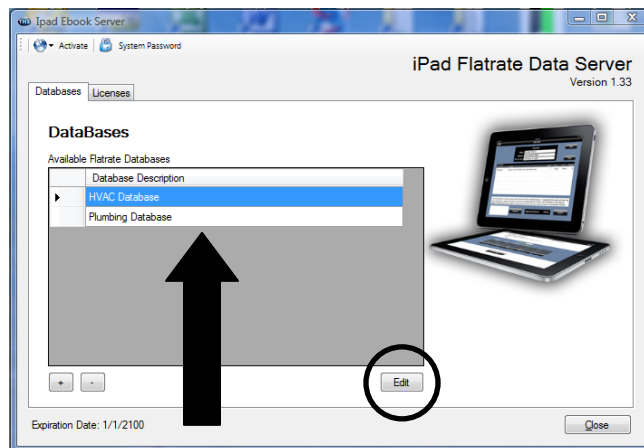 Ipad Ebook Server
Activate System Password
iPad Flatrate Data Server
Version 1.33
Databases Licenses
DataBases
Available Flatrate Databases
Database Description
HVAC Database
Plumbing Database
+ - Edit
Expiration Date: 1/1/2100
Close